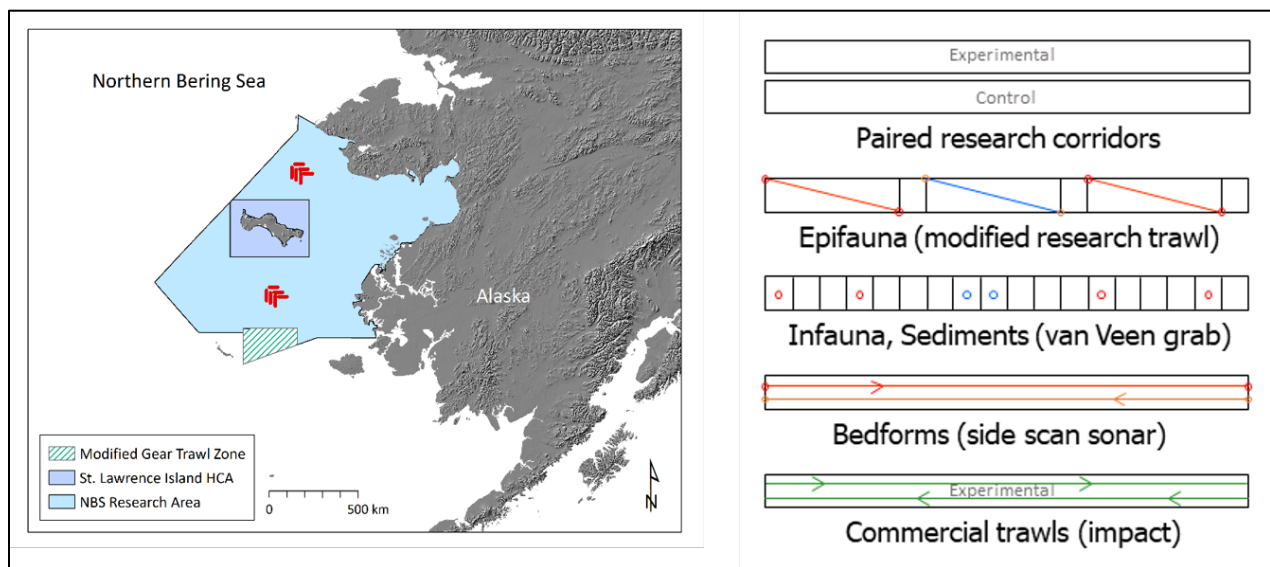 Northern Bering Sea
Alaska
Modified Gear Trawl Zone
St. Lawrence Island HCA
NBS Research Area
0
500 km
N
Experimental
Control
Paired research corridors
Epifauna (modified research trawl)
Infauna, Sediments (van Veen grab)
Bedforms (side scan sonar)
Experimental
Commercial trawls (impact)